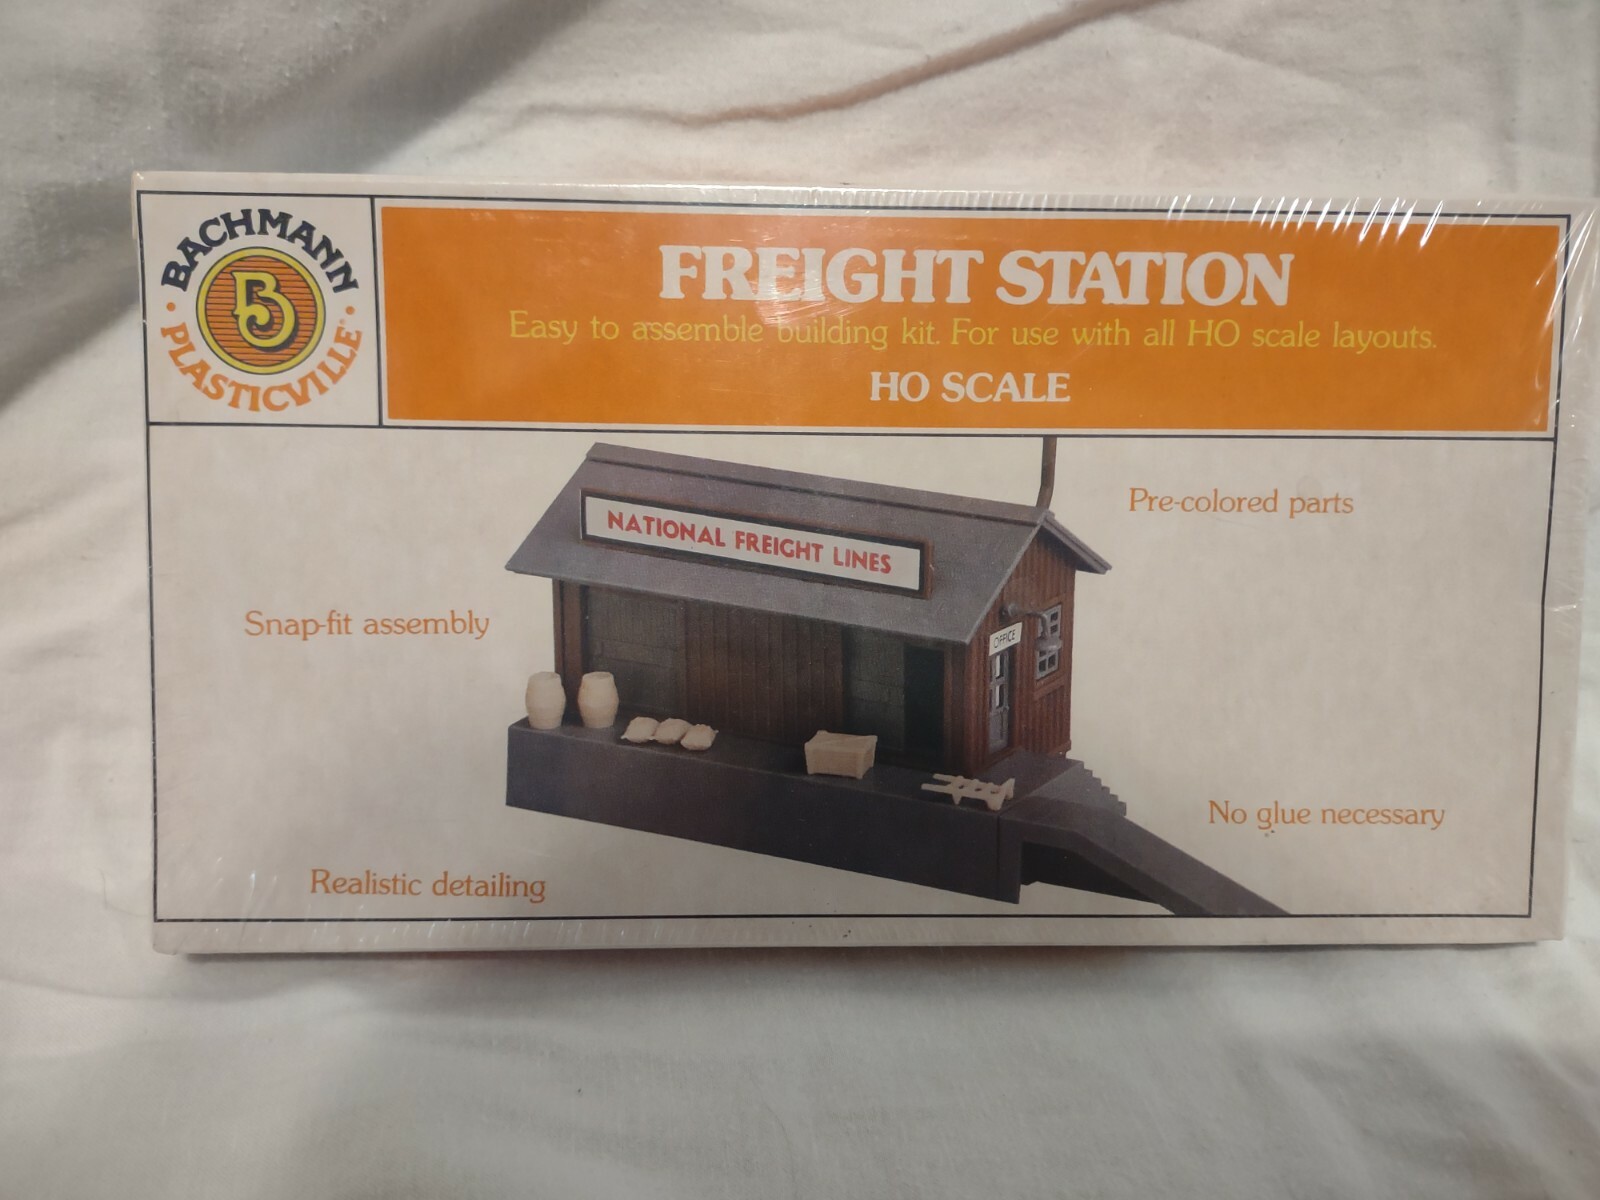 BACHMANN
B
PLASTICVILLE
FREIGHT STATION
Easy to assemble building kit. For use with all HO scale layouts.
HO SCALE
Pre-colored parts
NATIONAL FREIGHT LINES
Snap-fit assembly
OFFICE
No glue necessary
Realistic detailing